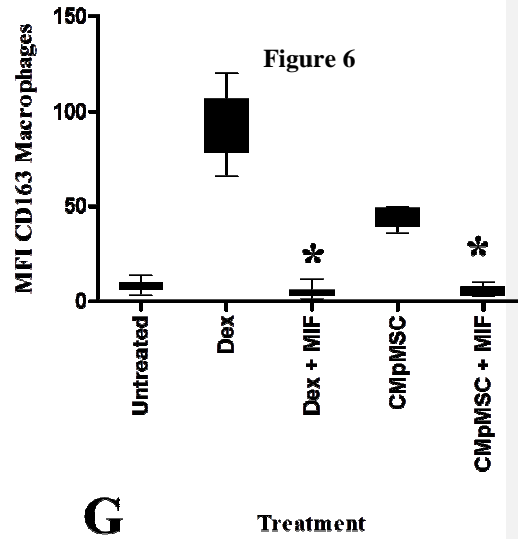 150
100
50
0
MFI CD163 Macrophages
Figure 6
*
*
Untreated
Dex
Dex + MIF
CMpMSC
CMpMSC + MIF
G
Treatment